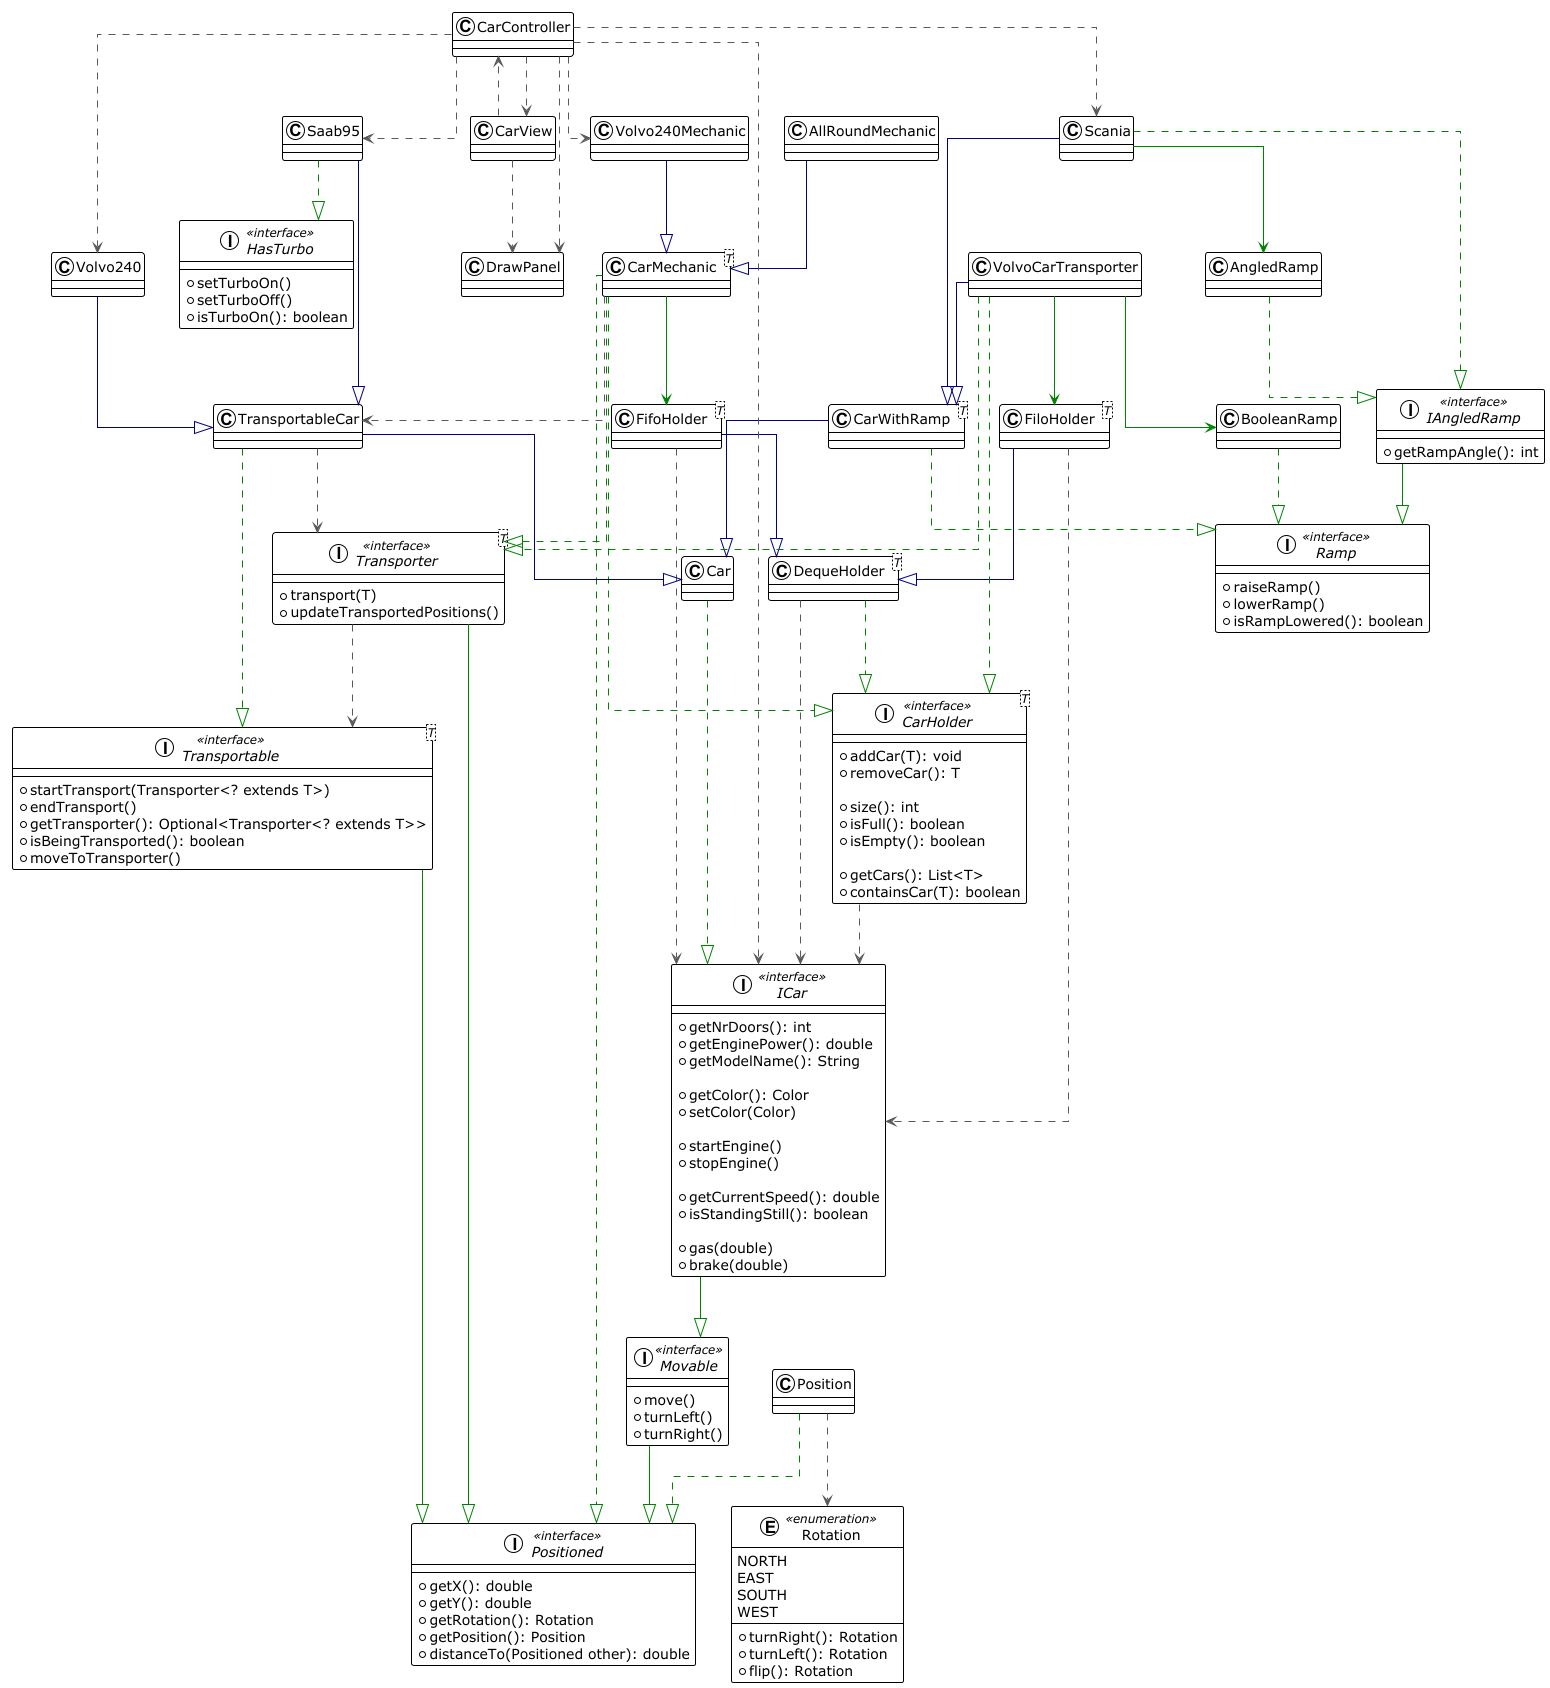 C CarController
C Saab95
C CarView
C Volvo240Mechanic
C AllRoundMechanic
C Scania
C Volvo240
I «interface»
HasTurbo
setTurboOn()
setTurboOff()
isTurboOn(): boolean
C DrawPanel
C CarMechanic T
C VolvoCarTransporter
C AngledRamp
C TransportableCar
C FifoHolder T
C CarWithRamp T
C FiloHolder T
C BooleanRamp
I «interface»
IAngledRamp
getRampAngle(): int
I «interface» T
Transporter
transport(T)
updateTransportedPositions()
C Car
C DequeHolder T
I «interface»
Ramp
raiseRamp()
lowerRamp()
isRampLowered(): boolean
I «interface» T
Transportable
startTransport(Transporter<? extends T>)
endTransport()
getTransporter(): Optional<Transporter<? extends T>>
isBeingTransported(): boolean
moveToTransporter()
I «interface» T
CarHolder
addCar(T): void
removeCar(): T
size(): int
isFull(): boolean
isEmpty(): boolean
getCars(): List<T>
containsCar(T): boolean
I «interface»
ICar
getNrDoors(): int
getEnginePower(): double
getModelName(): String
getColor(): Color
setColor(Color)
startEngine()
stopEngine()
getCurrentSpeed(): double
isStandingStill(): boolean
gas(double)
brake(double)
I «interface»
Movable
move()
turnLeft()
turnRight()
C Position
I «interface»
Positioned
getX(): double
getY(): double
getRotation(): Rotation
getPosition(): Position
distanceTo(Positioned other): double
E «enumeration»
Rotation
NORTH
EAST
SOUTH
WEST
turnRight(): Rotation
turnLeft(): Rotation
flip(): Rotation